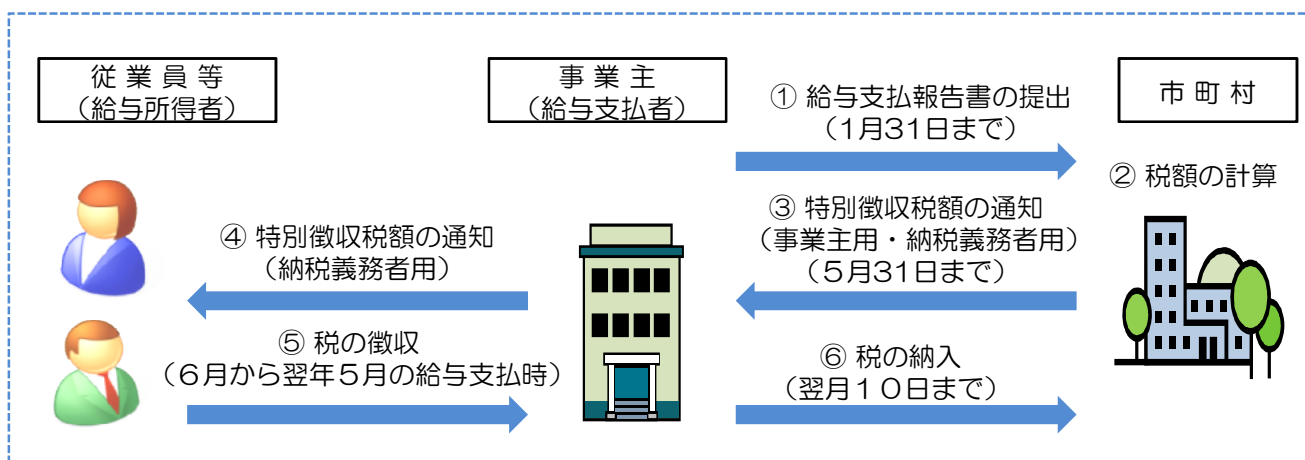 従 業 員 等
（給与所得者）
事 業 主
（給与支払者）
市 町 村
① 給与支払報告書の提出
（1月31日まで）
② 税額の計算
③ 特別徴収税額の通知
（事業主用・納税義務者用）
（５月31日まで）
④ 特別徴収税額の通知
（納税義務者用）
⑤ 税の徴収
（６月から翌年５月の給与支払時）
⑥ 税の納入
（翌月１０日まで）